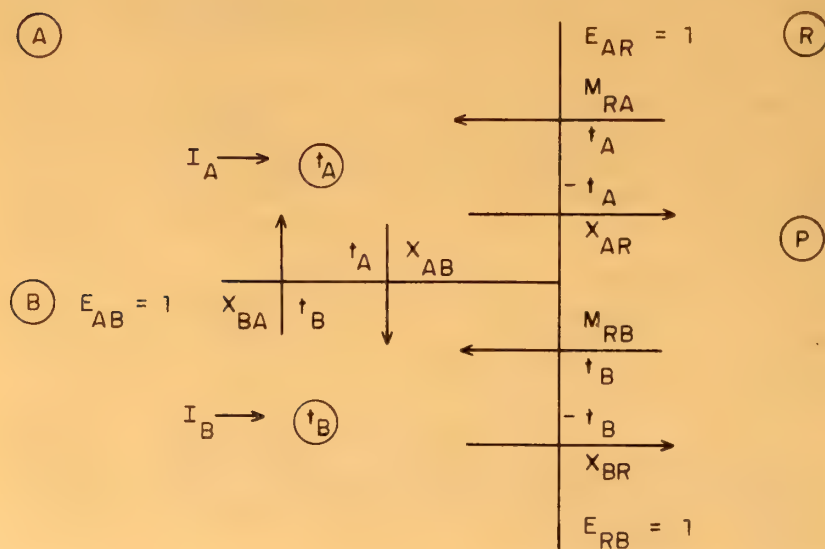 A
E_AR = 1
R
M_RA
I_A
t_A
t_A
- t_A
X_AR
P
t_A
X_AB
B
E_AB = 1
X_BA
t_B
M_RB
t_B
I_B
t_B
- t_B
X_BR
E_RB = 1